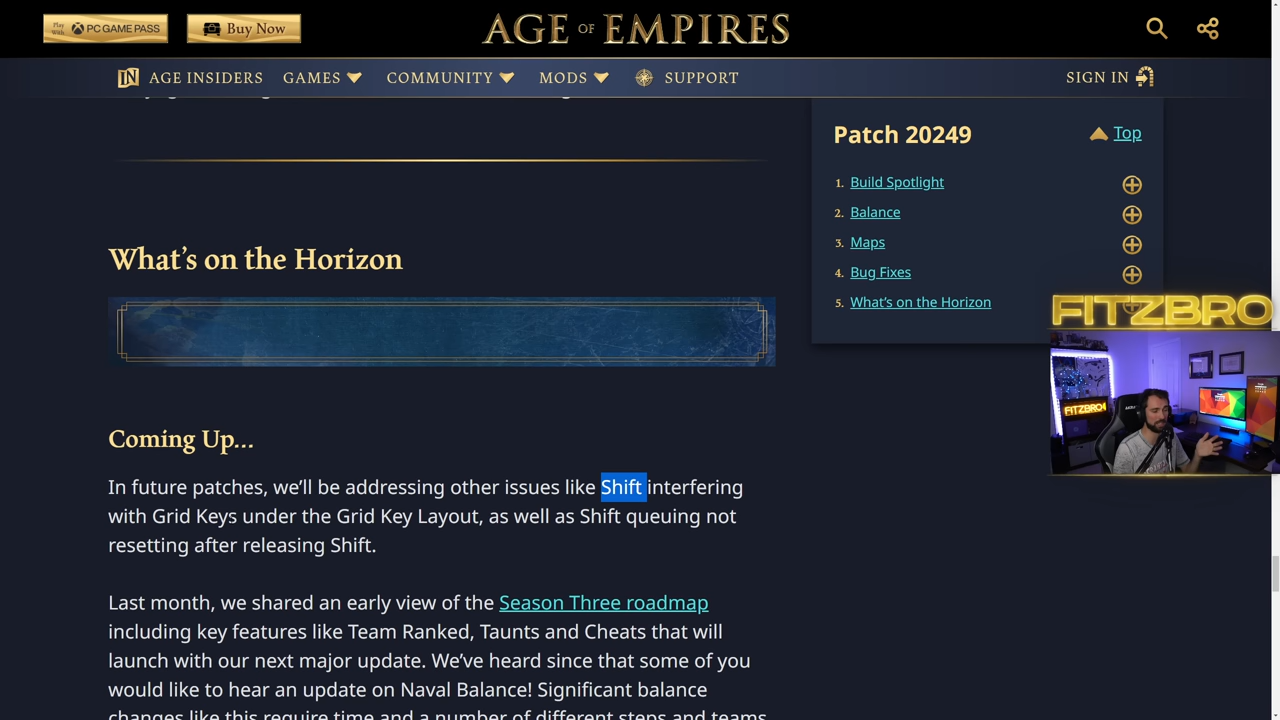 Play With
XBOX PC GAME PASS
Buy Now
AGE OF EMPIRES
IN AGE INSIDERS
GAMES
COMMUNITY
MODS
SUPPORT
SIGN IN
Patch 20249
Top
1. Build Spotlight
2. Balance
3. Maps
4. Bug Fixes
5. What's on the Horizon
What's on the Horizon
Coming Up...
In future patches, we'll be addressing other issues like Shift interfering
with Grid Keys under the Grid Key Layout, as well as Shift queuing not
resetting after releasing Shift.
Last month, we shared an early view of the Season Three roadmap
including key features like Team Ranked, Taunts and Cheats that will
launch with our next major update. We've heard since that some of you
would like to hear an update on Naval Balance! Significant balance
changes like this require time and a number of different steps and teams
FITZBRO
FITZBRO